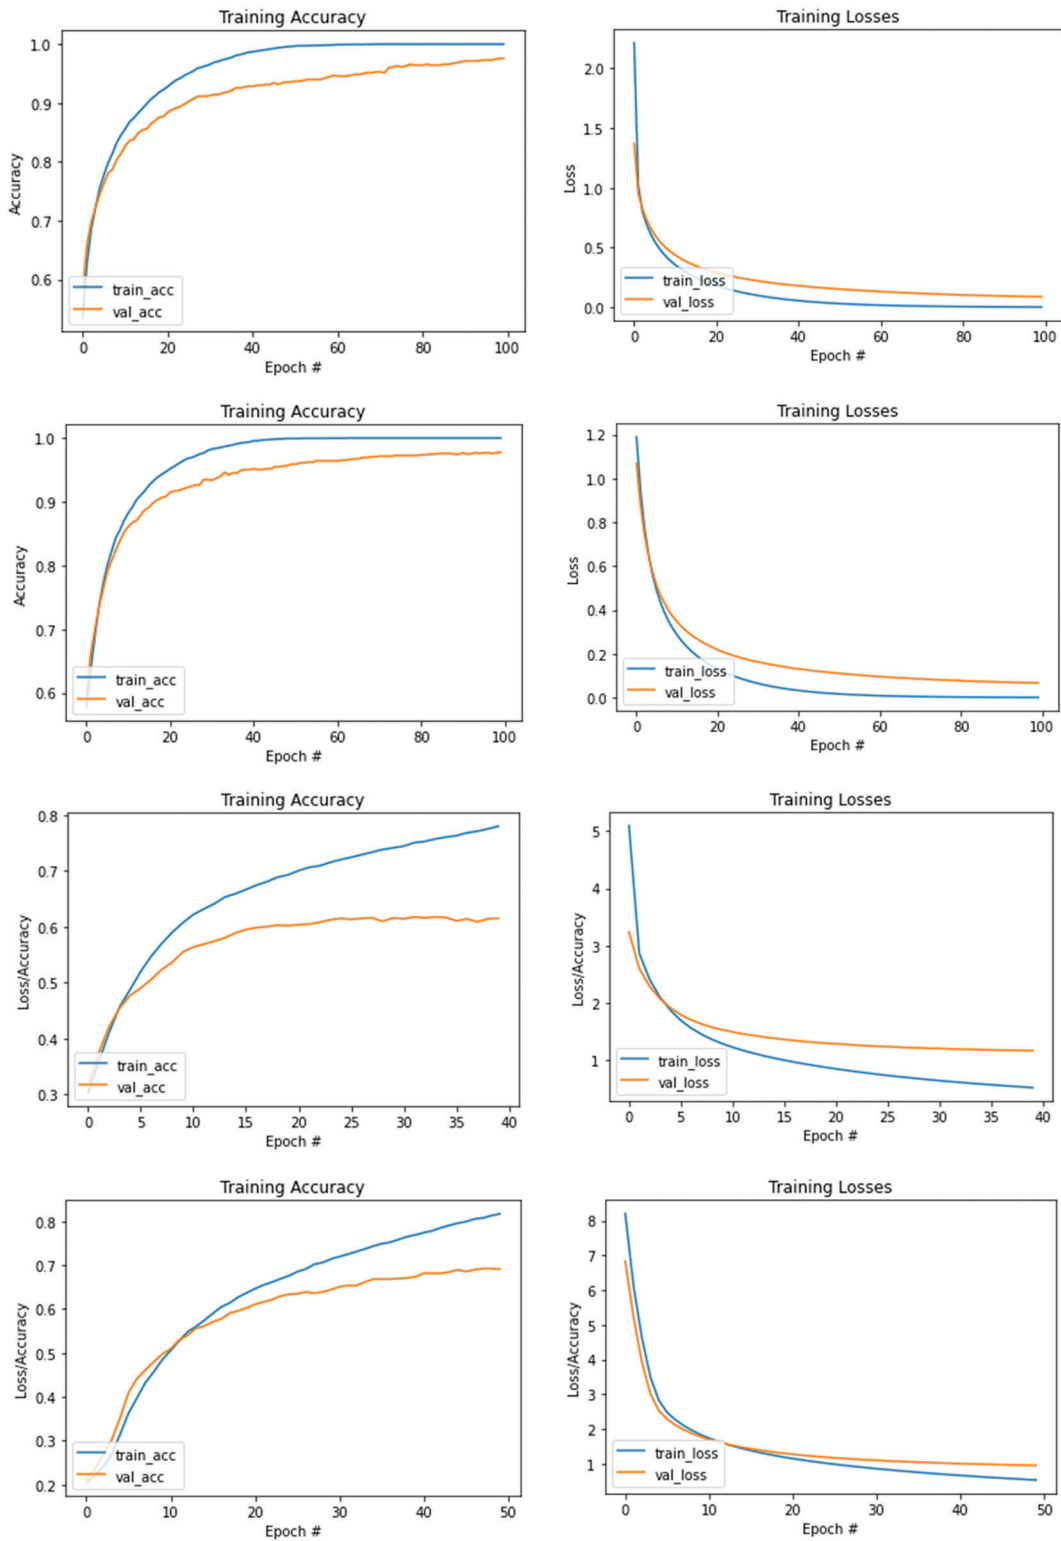 Training Accuracy
1.0
0.9
0.8
0.7
0.6
Accuracy
train_acc
val_acc
0 20 40 60 80 100
Epoch #
Training Losses
2.0
1.5
1.0
0.5
0.0
Loss
train_loss
val_loss
0 20 40 60 80 100
Epoch #
Training Accuracy
1.0
0.9
0.8
0.7
0.6
Accuracy
train_acc
val_acc
0 20 40 60 80 100
Epoch #
Training Losses
1.2
1.0
0.8
0.6
0.4
0.2
0.0
Loss
train_loss
val_loss
0 20 40 60 80 100
Epoch #
Training Accuracy
0.8
0.7
0.6
0.5
0.4
0.3
Loss/Accuracy
train_acc
val_acc
0 5 10 15 20 25 30 35 40
Epoch #
Training Losses
5
4
3
2
1
Loss/Accuracy
train_loss
val_loss
0 5 10 15 20 25 30 35 40
Epoch #
Training Accuracy
0.8
0.7
0.6
0.5
0.4
0.3
0.2
Loss/Accuracy
train_acc
val_acc
0 10 20 30 40 50
Epoch #
Training Losses
8
7
6
5
4
3
2
1
Loss/Accuracy
train_loss
val_loss
0 10 20 30 40 50
Epoch #